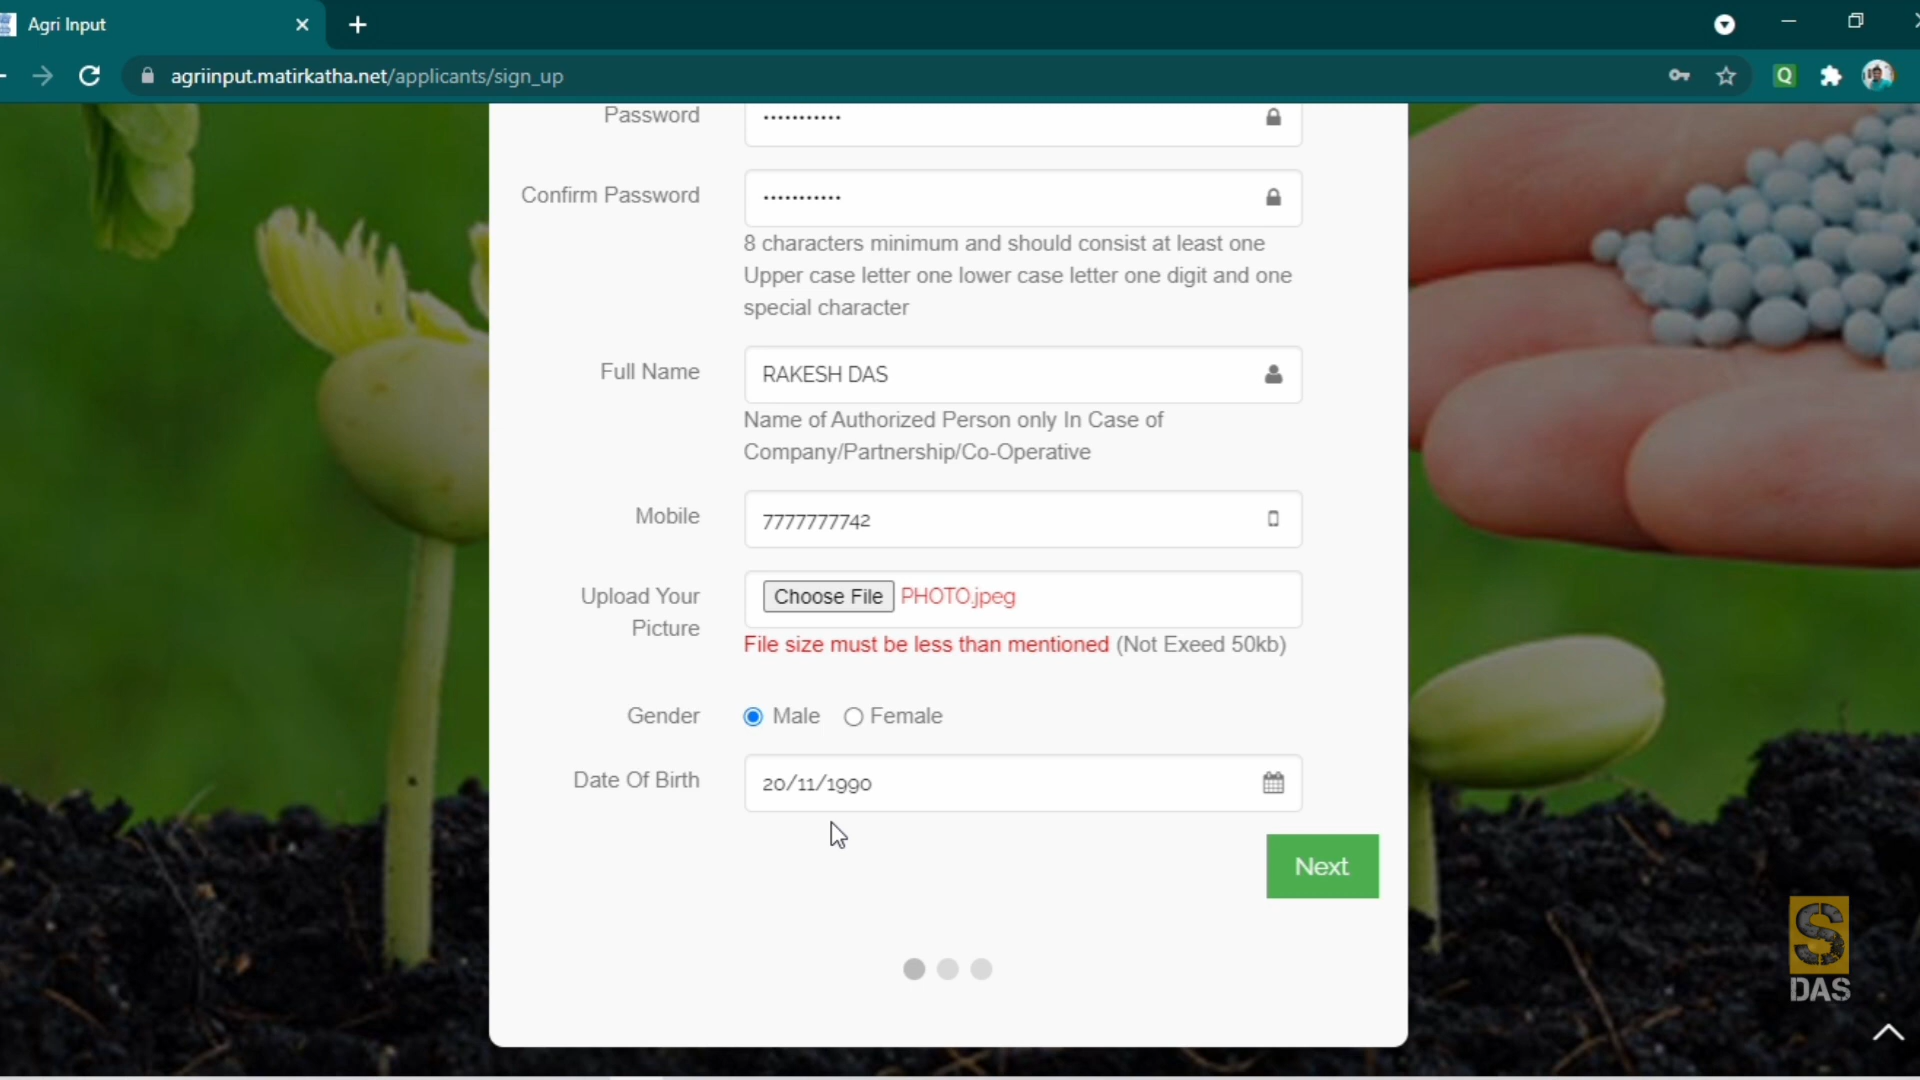 Agri Input
agriinput.matirkatha.net/applicants/sign_up
Q
Password
•••••••••••
Confirm Password
•••••••••••
8 characters minimum and should consist at least one
Upper case letter one lower case letter one digit and one
special character
Full Name
RAKESH DAS
Name of Authorized Person only In Case of
Company/Partnership/Co-Operative
Mobile
7777777742
Upload Your
Picture
Choose File PHOTO.jpeg
File size must be less than mentioned (Not Exeed 50kb)
Gender
Male Female
Date Of Birth
20/11/1990
Next
S
DAS